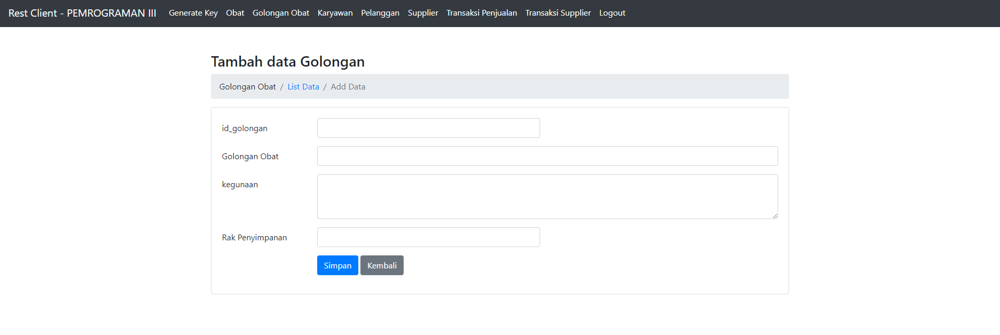 Rest Client - PEMROGRAMAN III Generate Key Obat Golongan Obat Karyawan Pelanggan Supplier Transaksi Penjualan Transaksi Supplier Logout
Tambah data Golongan
Golongan Obat / List Data / Add Data
id_golongan
Golongan Obat
kegunaan
Rak Penyimpanan
Simpan Kembali